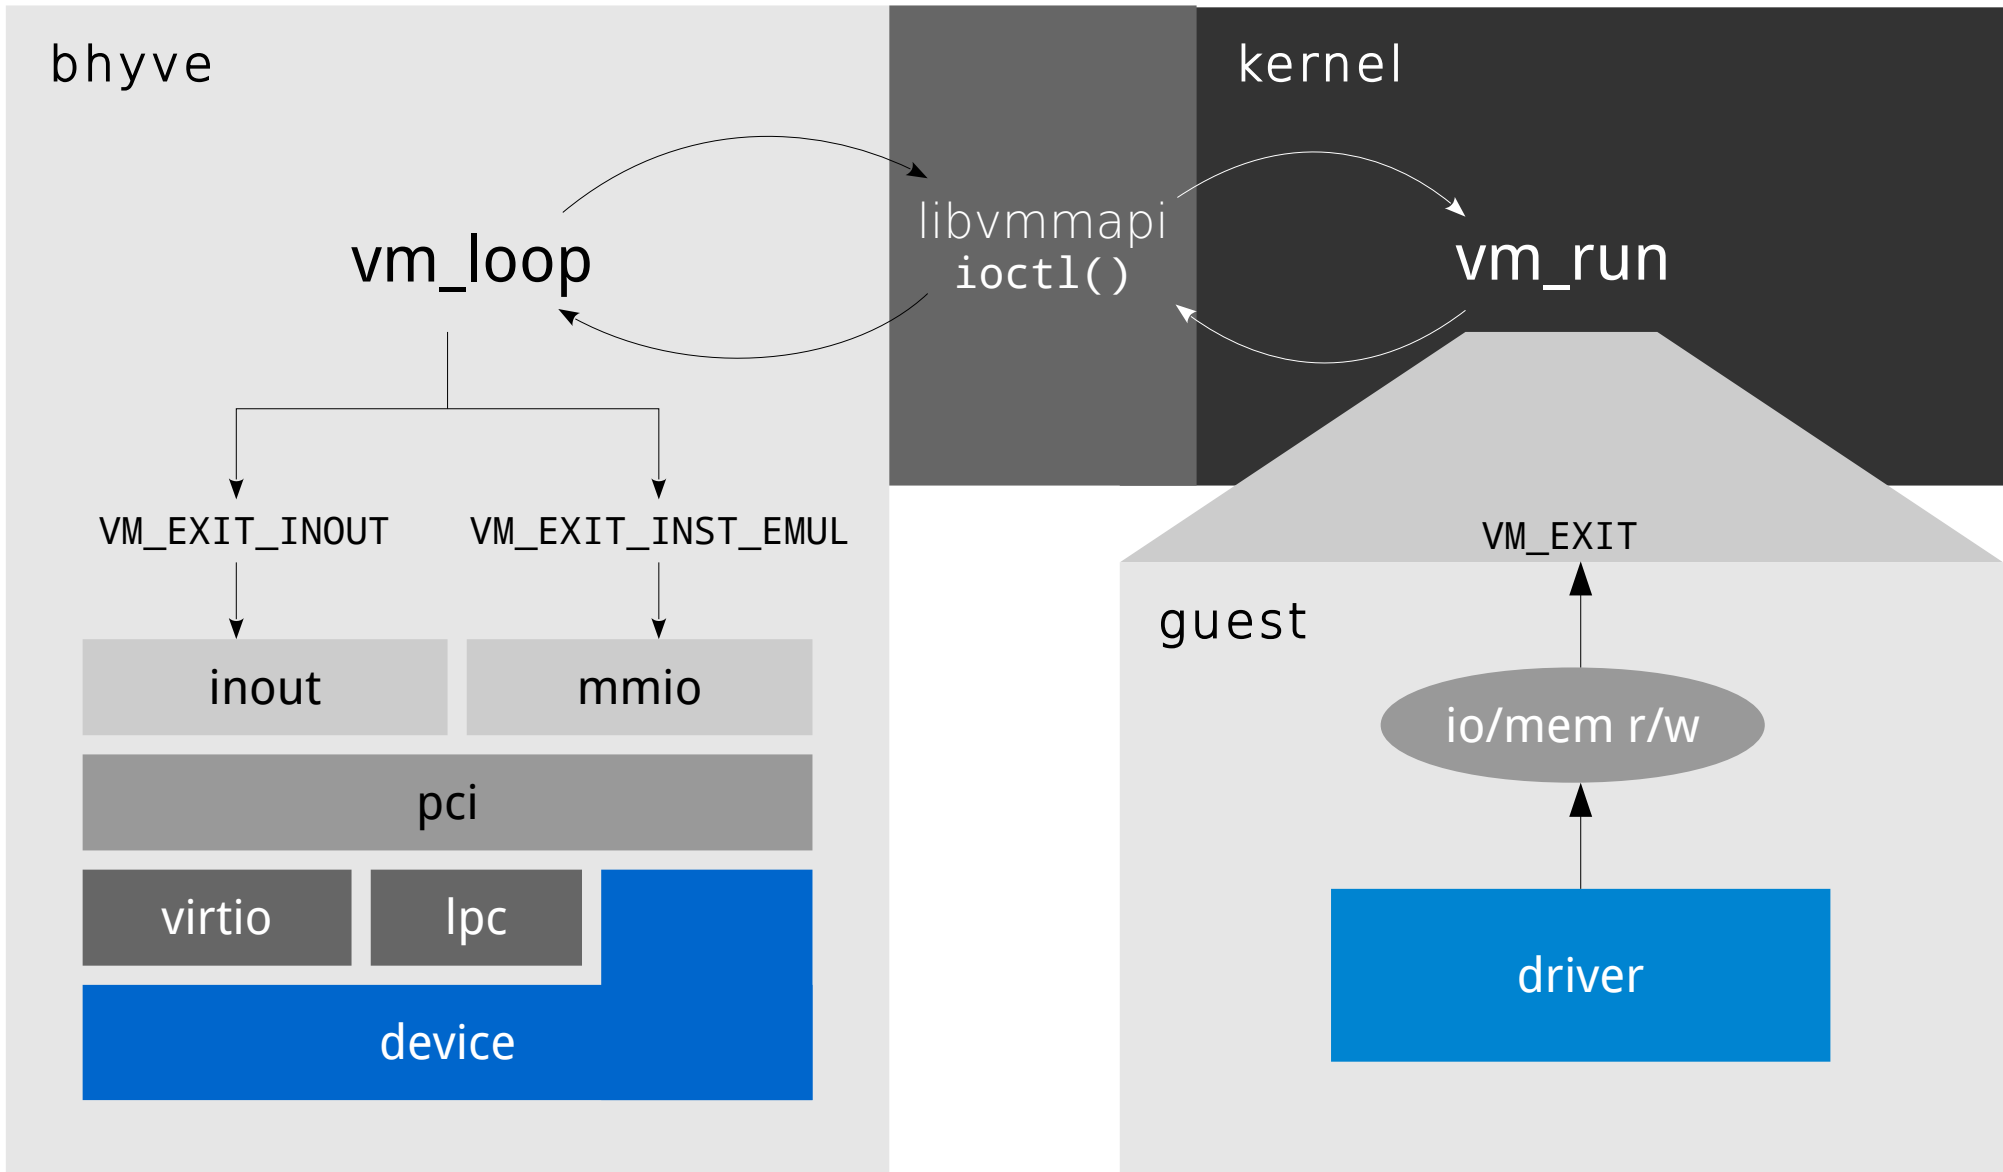 bhyve
kernel
libvmmapi
ioctl()
vm_loop
vm_run
VM_EXIT_INOUT
VM_EXIT_INST_EMUL
VM_EXIT
guest
inout
mmio
io/mem r/w
pci
virtio
lpc
driver
device